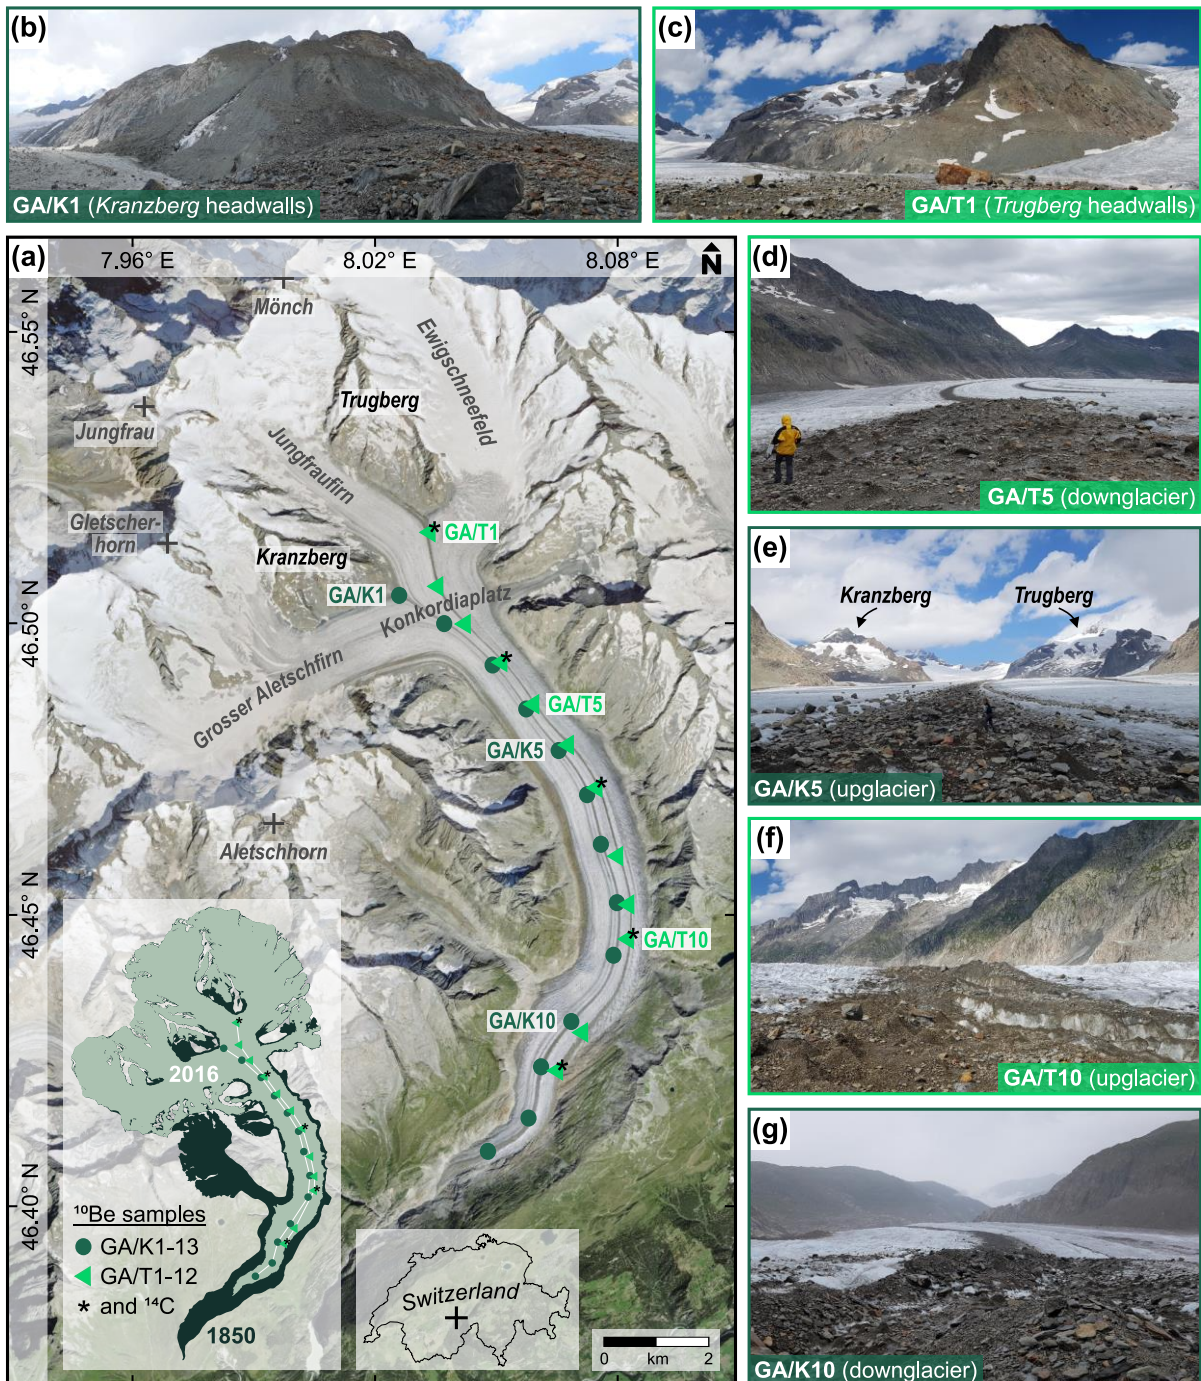 (b)
GA/K1 (Kranzberg headwalls)
(c)
GA/T1 (Trugberg headwalls)
(a)
7.96° E
8.02° E
8.08° E
N
46.55° N
46.50° N
46.45° N
46.40° N
Mönch
Ewigschneefeld
Trugberg
Jungfrau
Jungfraufirn
Gletscher-
horn
GA/T1
Kranzberg
GA/K1
Konkordiaplatz
Grosser Aletschfirn
GA/T5
GA/K5
Aletschhorn
GA/T10
GA/K10
2016
1850
¹⁰Be samples
GA/K1-13
GA/T1-12
* and ¹⁴C
Switzerland
0 km 2
(d)
GA/T5 (downglacier)
(e)
Kranzberg
Trugberg
GA/K5 (upglacier)
(f)
GA/T10 (upglacier)
(g)
GA/K10 (downglacier)